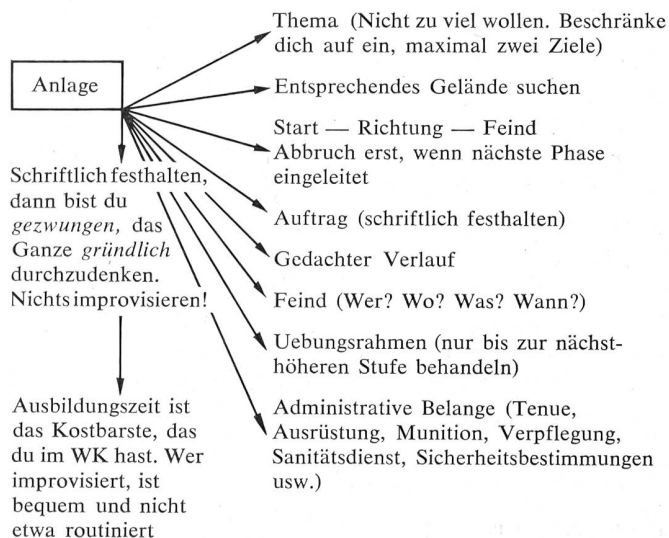 Anlage
Thema (Nicht zu viel wollen. Beschränke
dich auf ein, maximal zwei Ziele)
Entsprechendes Gelände suchen
Start — Richtung — Feind
Abbruch erst, wenn nächste Phase
eingeleitet
Auftrag (schriftlich festhalten)
Gedachter Verlauf
Feind (Wer? Wo? Was? Wann?)
Uebungsrahmen (nur bis zur nächst-
höheren Stufe behandeln)
Administrative Belange (Tenue,
Ausrüstung, Munition, Verpflegung,
Sanitätsdienst, Sicherheitsbestimmungen
usw.)
Schriftlich festhalten,
dann bist du
gezwungen, das
Ganze gründlich
durchzudenken.
Nichts improvisieren!
Ausbildungszeit ist
das Kostbarste, das
du im WK hast. Wer
improvisiert, ist
bequem und nicht
etwa routiniert